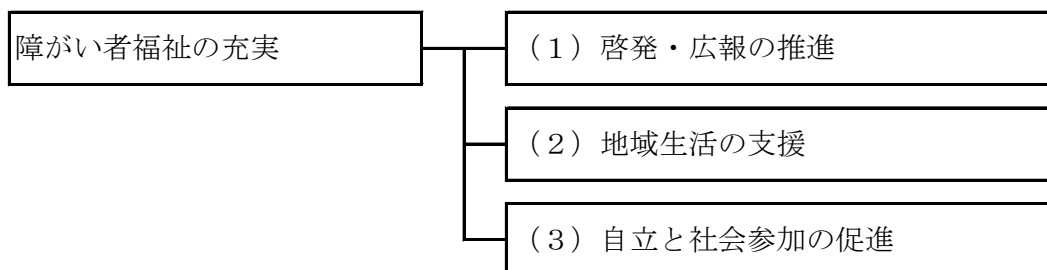 障がい者福祉の充実
（１）啓発・広報の推進
（２）地域生活の支援
（３）自立と社会参加の促進